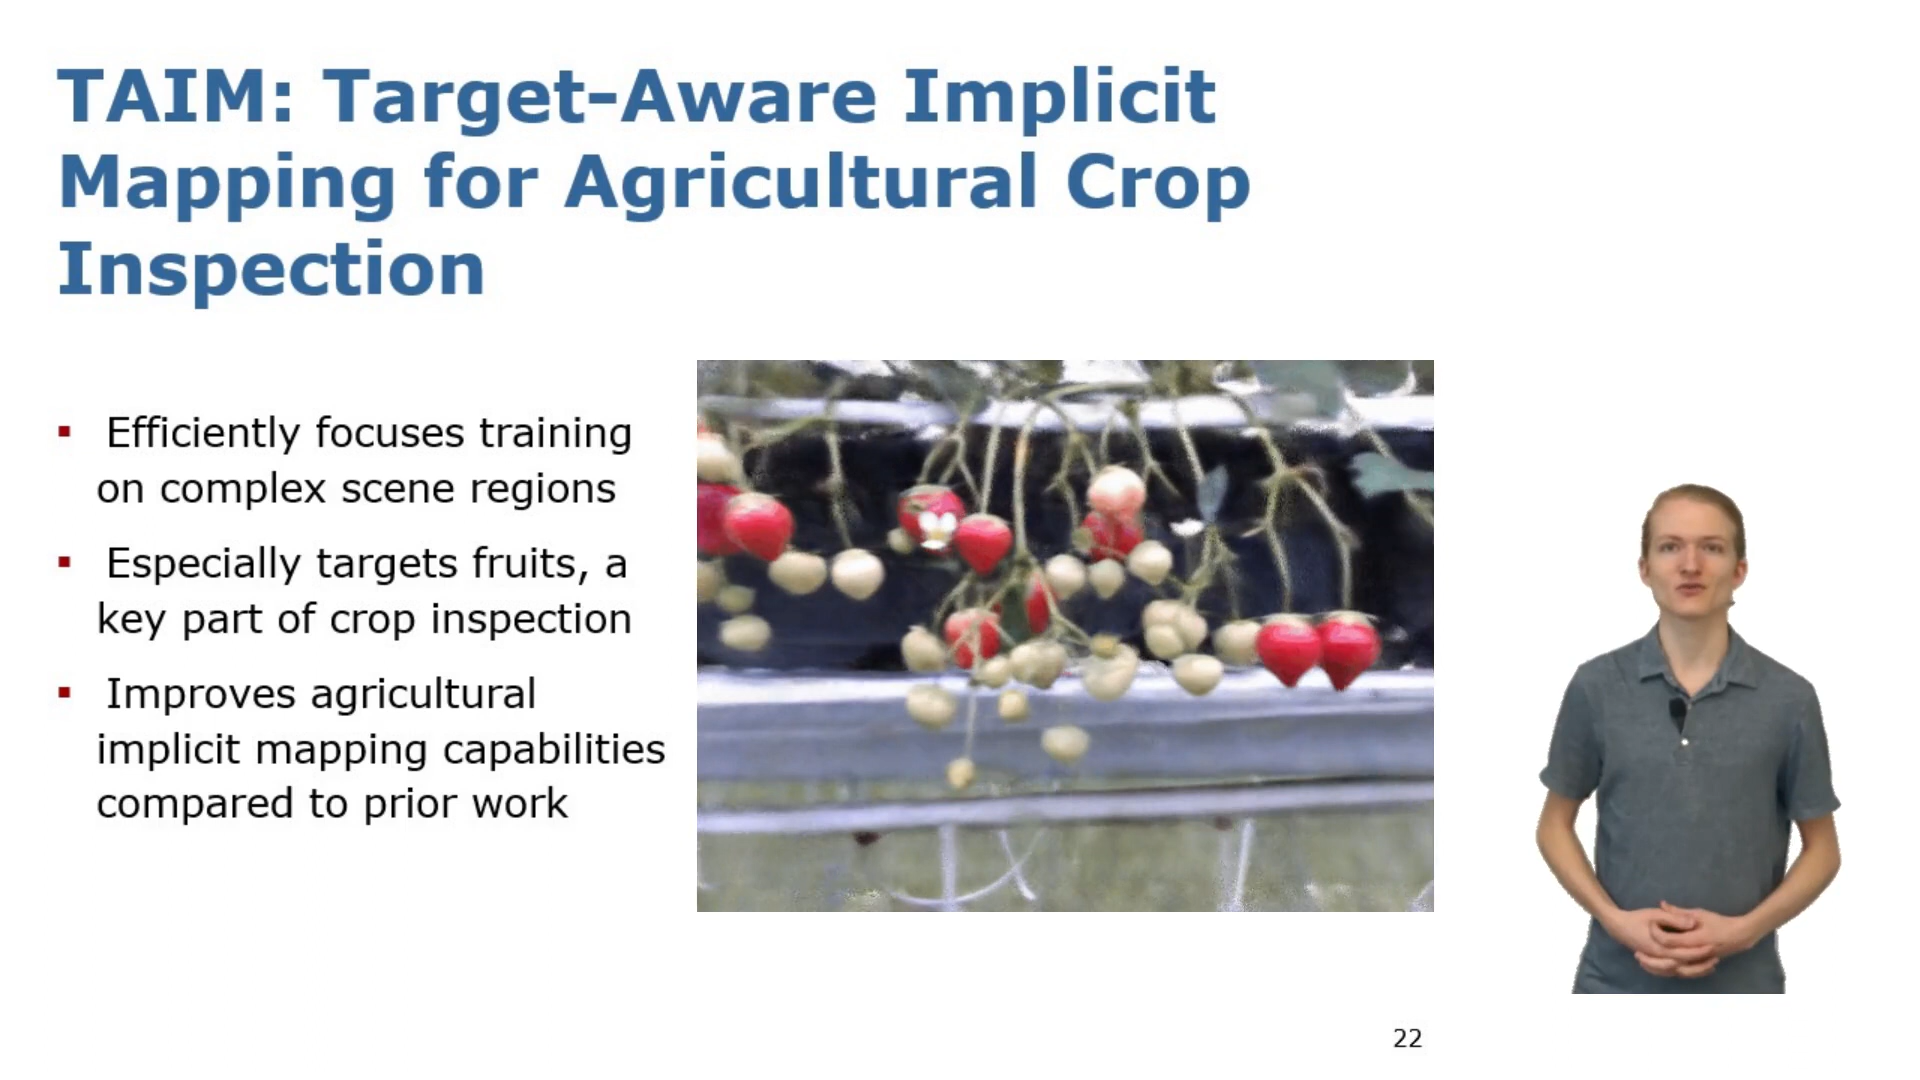 TAIM: Target-Aware Implicit
Mapping for Agricultural Crop
Inspection
▪ Efficiently focuses training
on complex scene regions
▪ Especially targets fruits, a
key part of crop inspection
▪ Improves agricultural
implicit mapping capabilities
compared to prior work
22